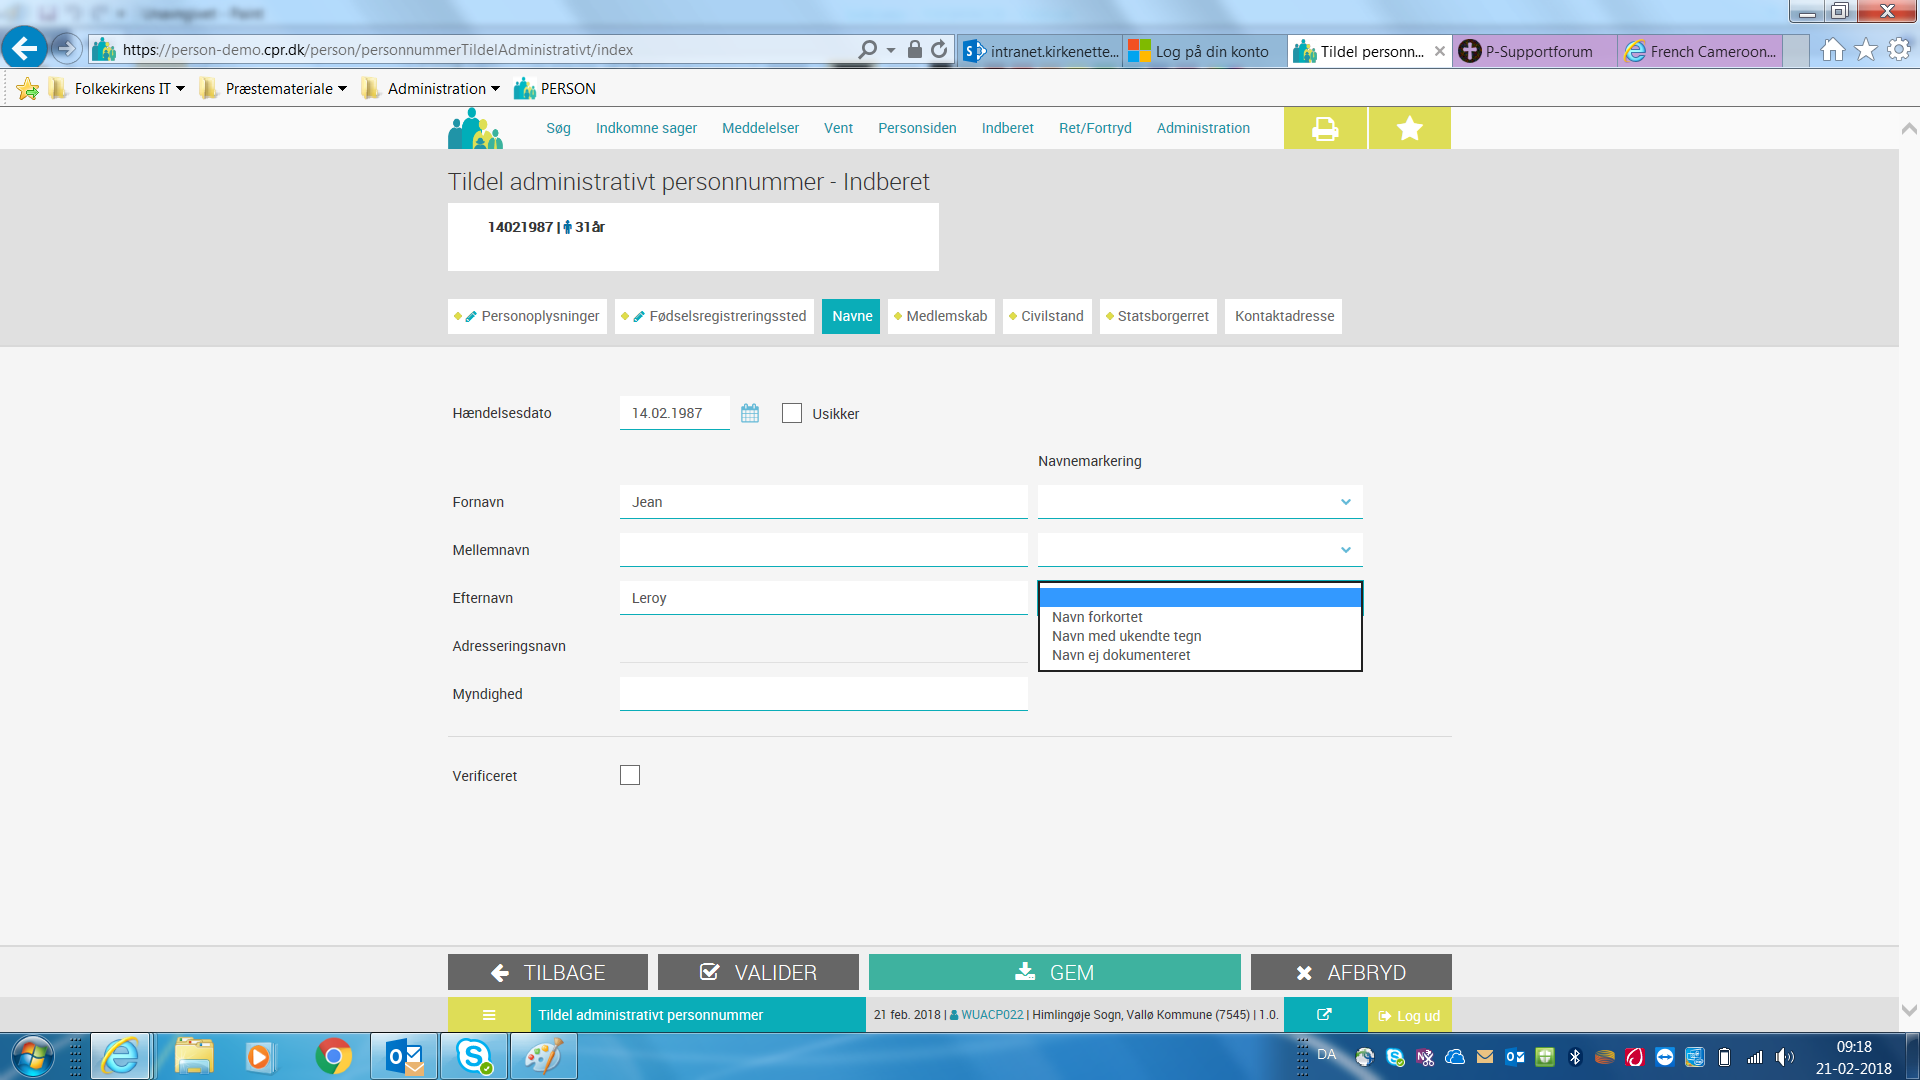 https://person-demo.cpr.dk/person/personnummerTildelAdministrativt/index
intranet.kirkenette...
Log på din konto
Tildel personn...
P-Supportforum
French Cameroon...
Folkekirkens IT
Præstemateriale
Administration
PERSON
Søg
Indkomne sager
Meddelelser
Vent
Personsiden
Indberet
Ret/Fortryd
Administration
Tildel administrativt personnummer - Indberet
14021987 | 31år
Personoplysninger
Fødselsregistreringssted
Navne
Medlemskab
Civilstand
Statsborgerret
Kontaktadresse
Hændelsesdato
14.02.1987
Usikker
Navnemarkering
Fornavn
Jean
Mellemnavn
Efternavn
Leroy
Navn forkortet
Navn med ukendte tegn
Navn ej dokumenteret
Adresseringsnavn
Myndighed
Verificeret
TILBAGE
VALIDER
GEM
AFBRYD
Tildel administrativt personnummer
21 feb. 2018 | WUACP022 | Himlingøje Sogn, Vallø Kommune (7545) | 1.0.
Log ud
DA
09:18
21-02-2018